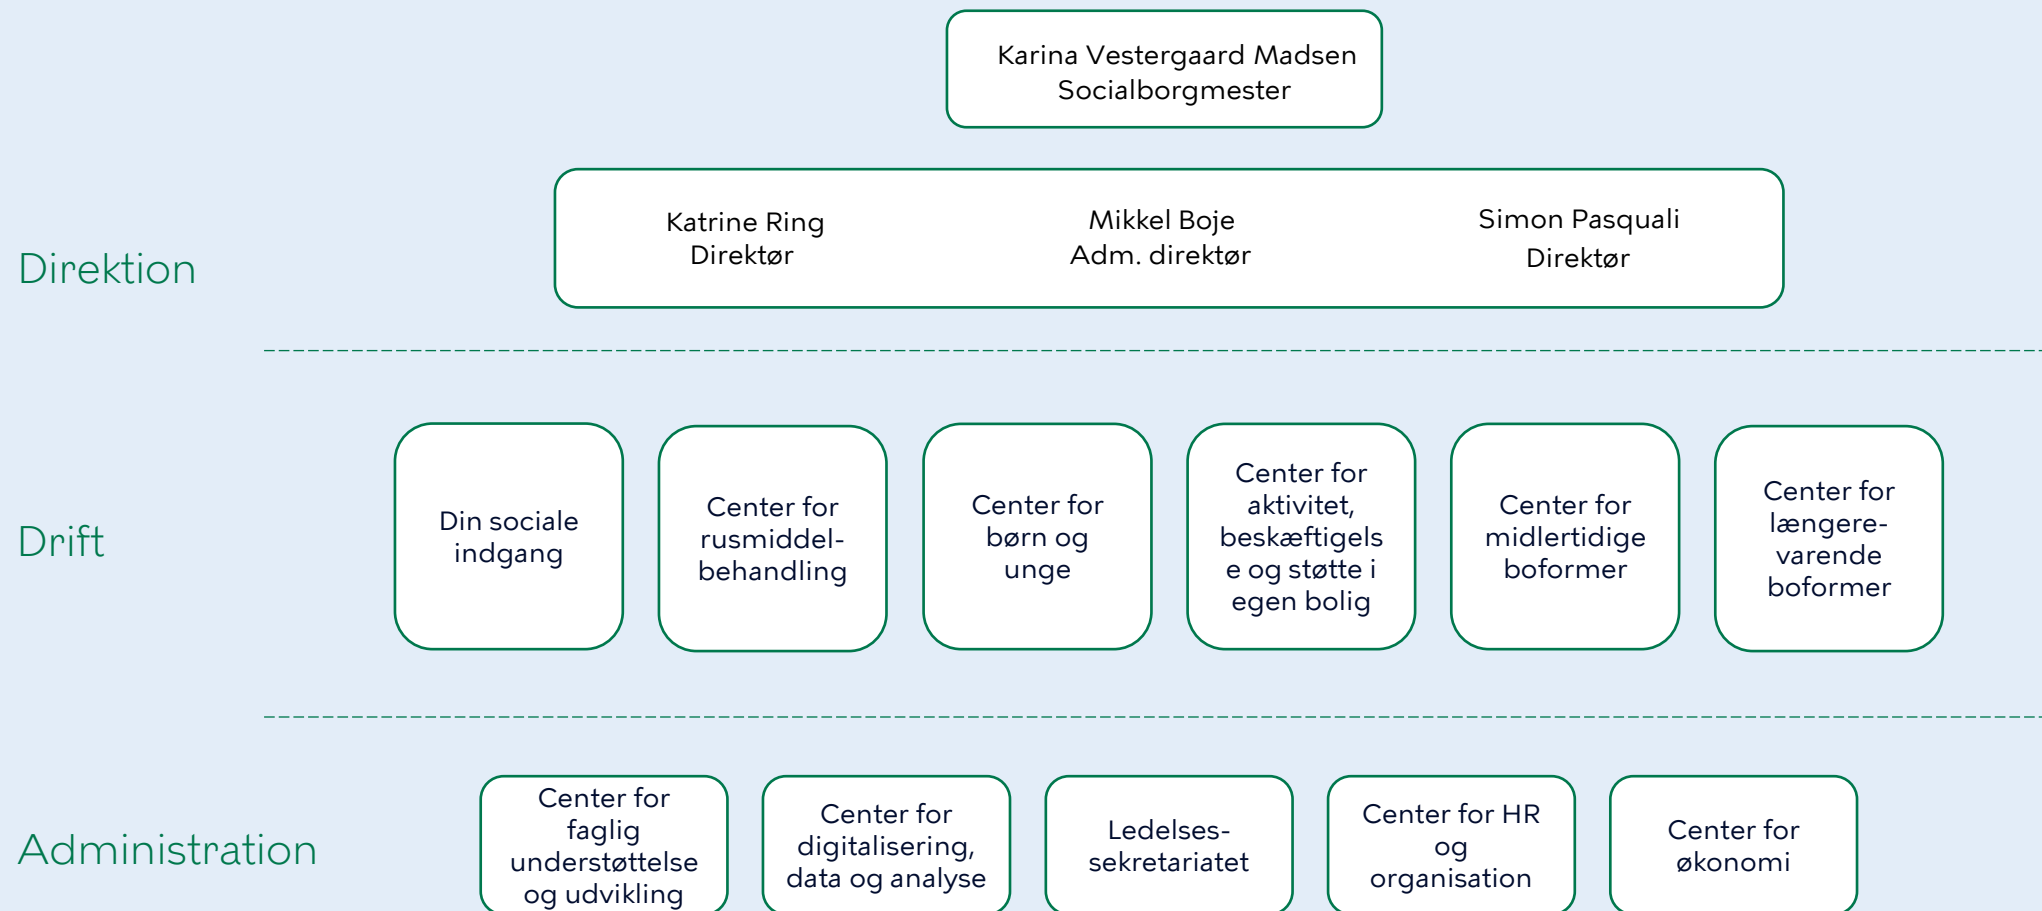 Karina Vestergaard Madsen
Socialborgmester
Direktion
Katrine Ring
Direktør
Mikkel Boje
Adm. direktør
Simon Pasquali
Direktør
Drift
Din sociale
indgang
Center for
rusmiddel-
behandling
Center for
børn og
unge
Center for
aktivitet,
beskæftigels
e og støtte i
egen bolig
Center for
midlertidige
boformer
Center for
længere-
varende
boformer
Administration
Center for
faglig
understøttelse
og udvikling
Center for
digitalisering,
data og analyse
Ledelses-
sekretariatet
Center for HR
og
organisation
Center for
økonomi